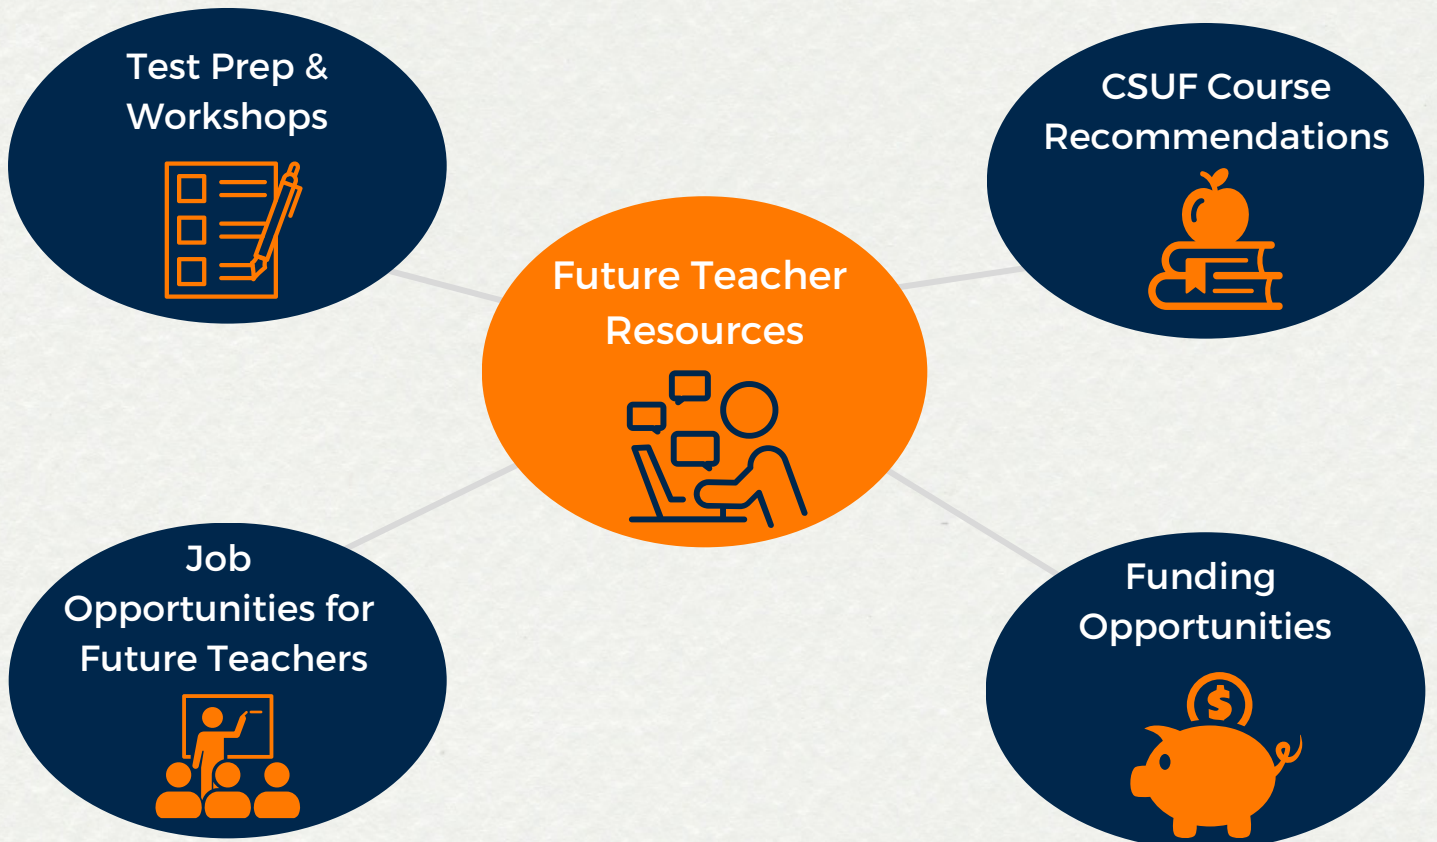 Test Prep &
Workshops
CSUF Course
Recommendations
Future Teacher
Resources
Job
Opportunities for
Future Teachers
Funding
Opportunities
$